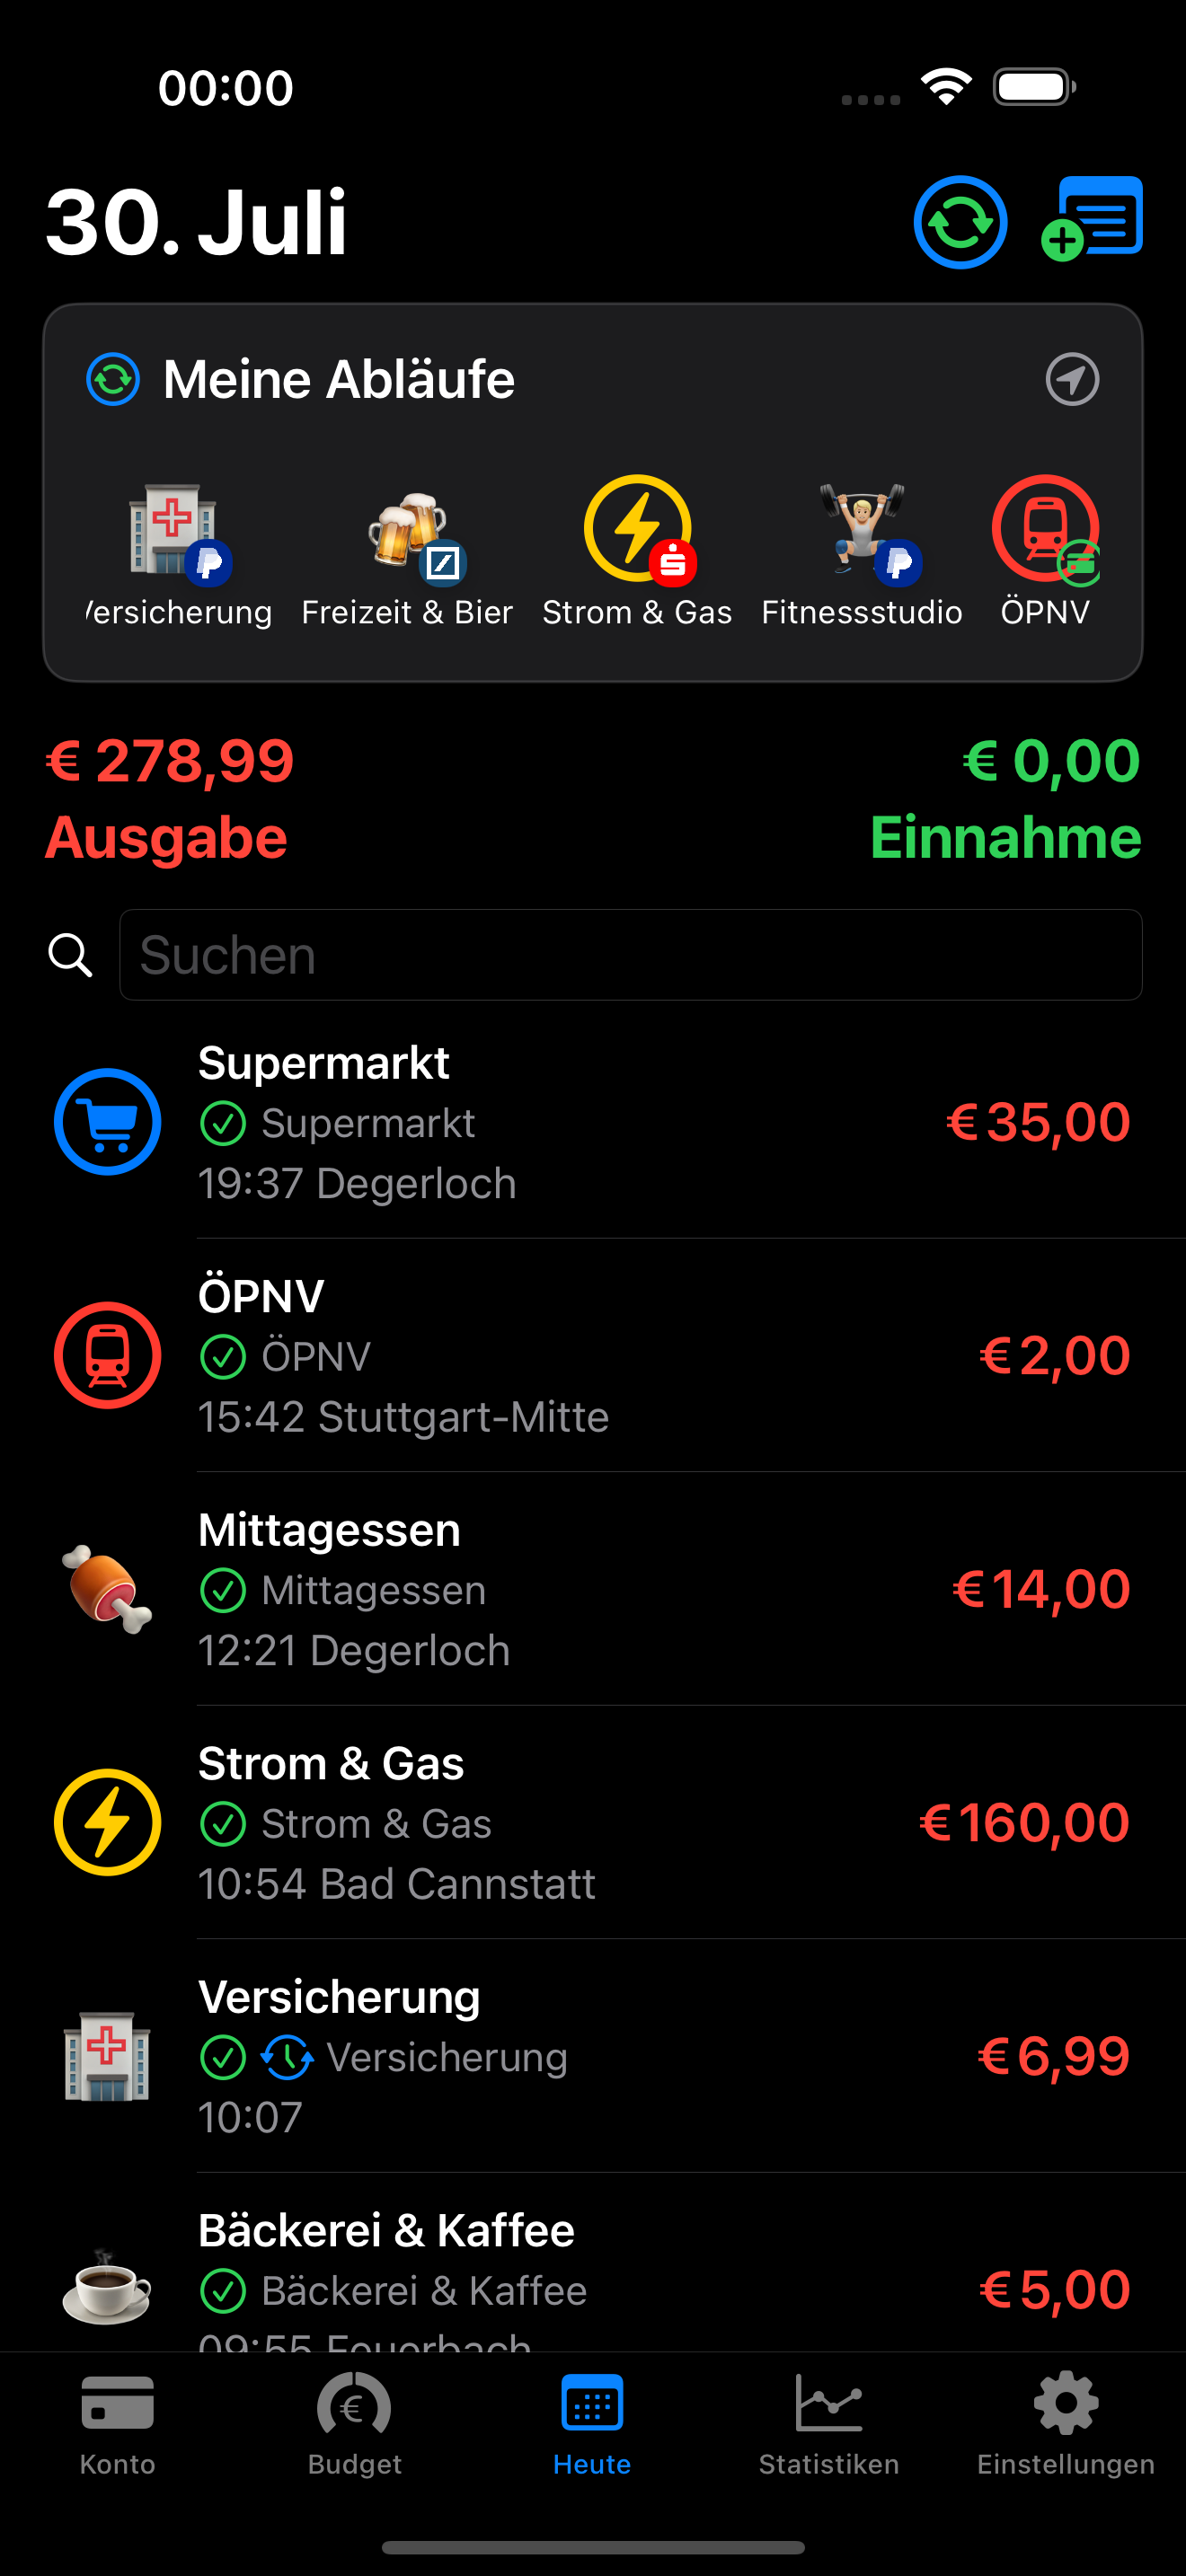 00:00
30. Juli
Meine Abläufe
Freizeit & Bier
Strom & Gas
Fitnessstudio
ÖPNV
€ 278,99
€ 0,00
Ausgabe
Einnahme
Suchen
Supermarkt
Supermarkt
€35,00
19:37 Degerloch
ÖPNV
ÖPNV
€2,00
15:42 Stuttgart-Mitte
Mittagessen
Mittagessen
€14,00
12:21 Degerloch
Strom & Gas
Strom & Gas
€160,00
10:54 Bad Cannstatt
Versicherung
Versicherung
€6,99
10:07
Bäckerei & Kaffee
Bäckerei & Kaffee
€5,00
09:55 Feuerbach
Konto
Budget
Heute
Statistiken
Einstellungen